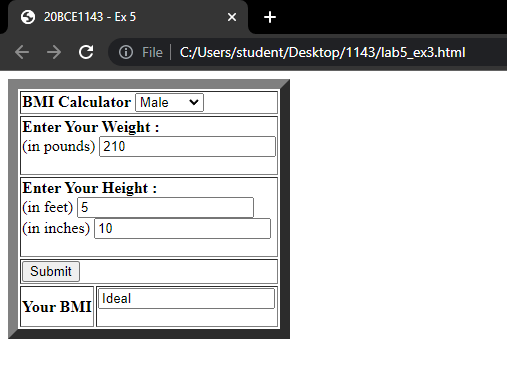 20BCE1143 - Ex 5
File C:/Users/student/Desktop/1143/lab5_ex3.html
BMI Calculator Male
Enter Your Weight :
(in pounds) 210
Enter Your Height :
(in feet) 5
(in inches) 10
Submit
Your BMI Ideal